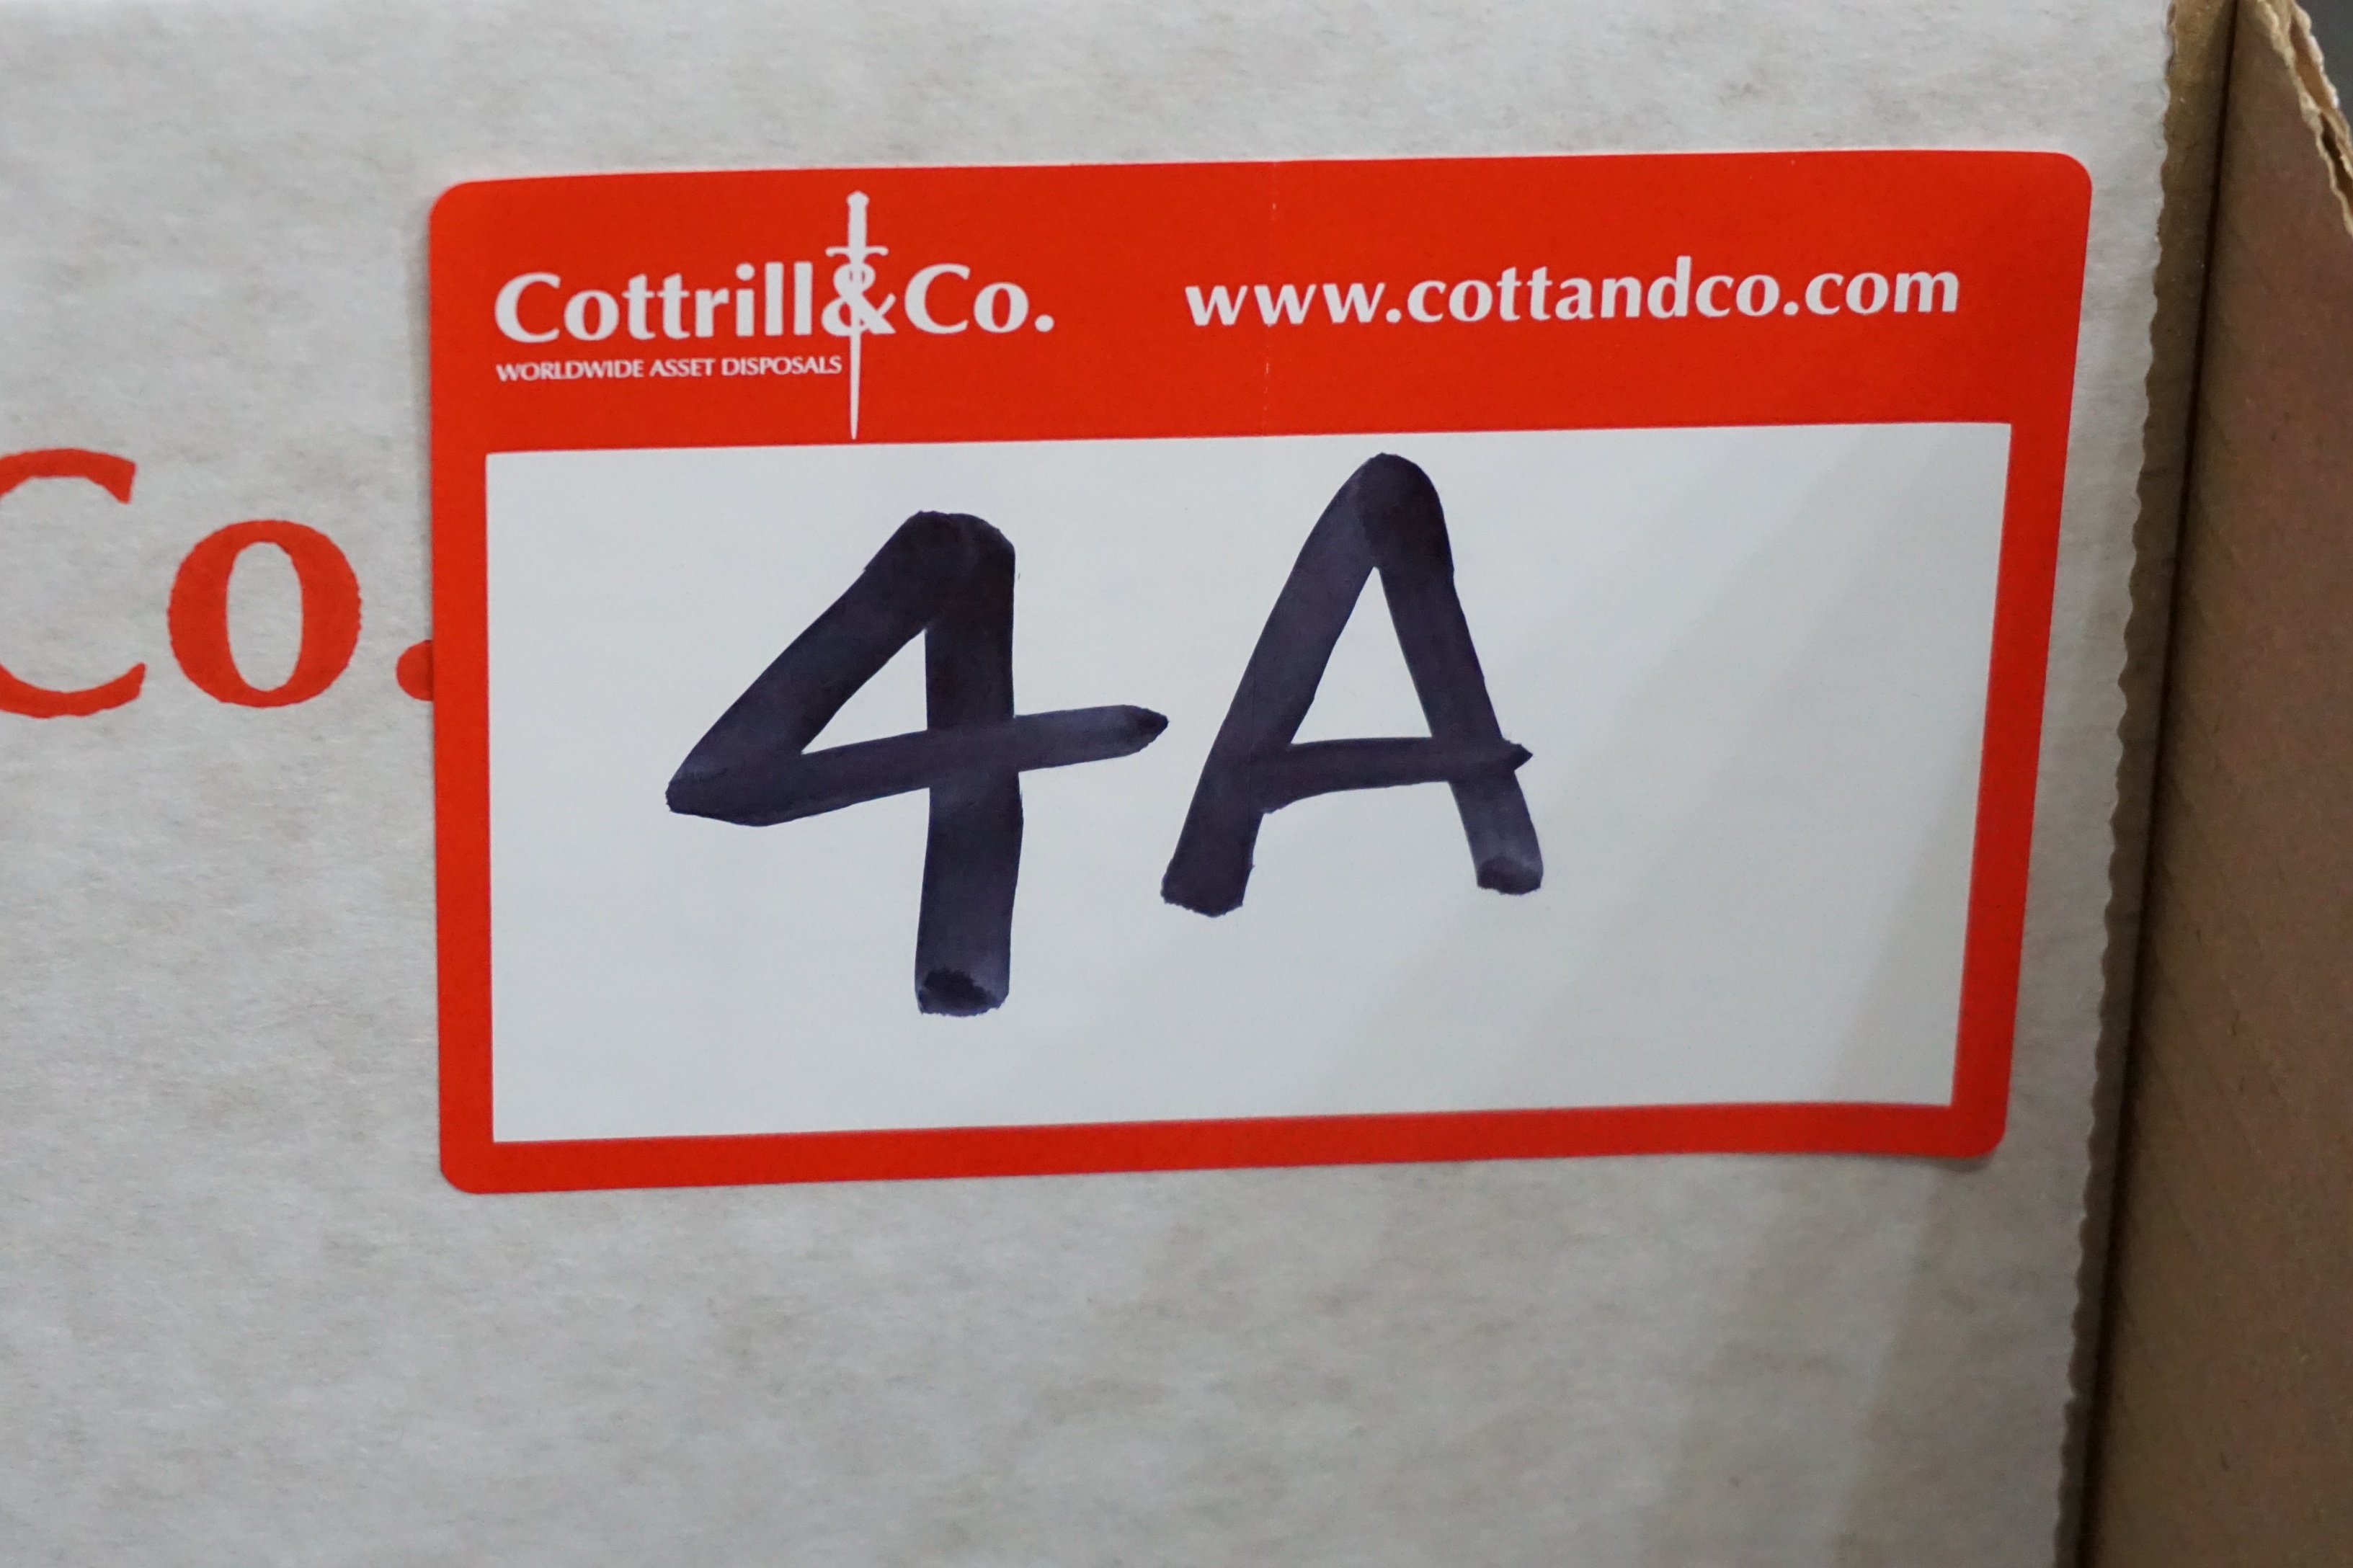 Cottrill&Co.
WORLDWIDE ASSET DISPOSALS
www.cottandco.com
Co.
4A